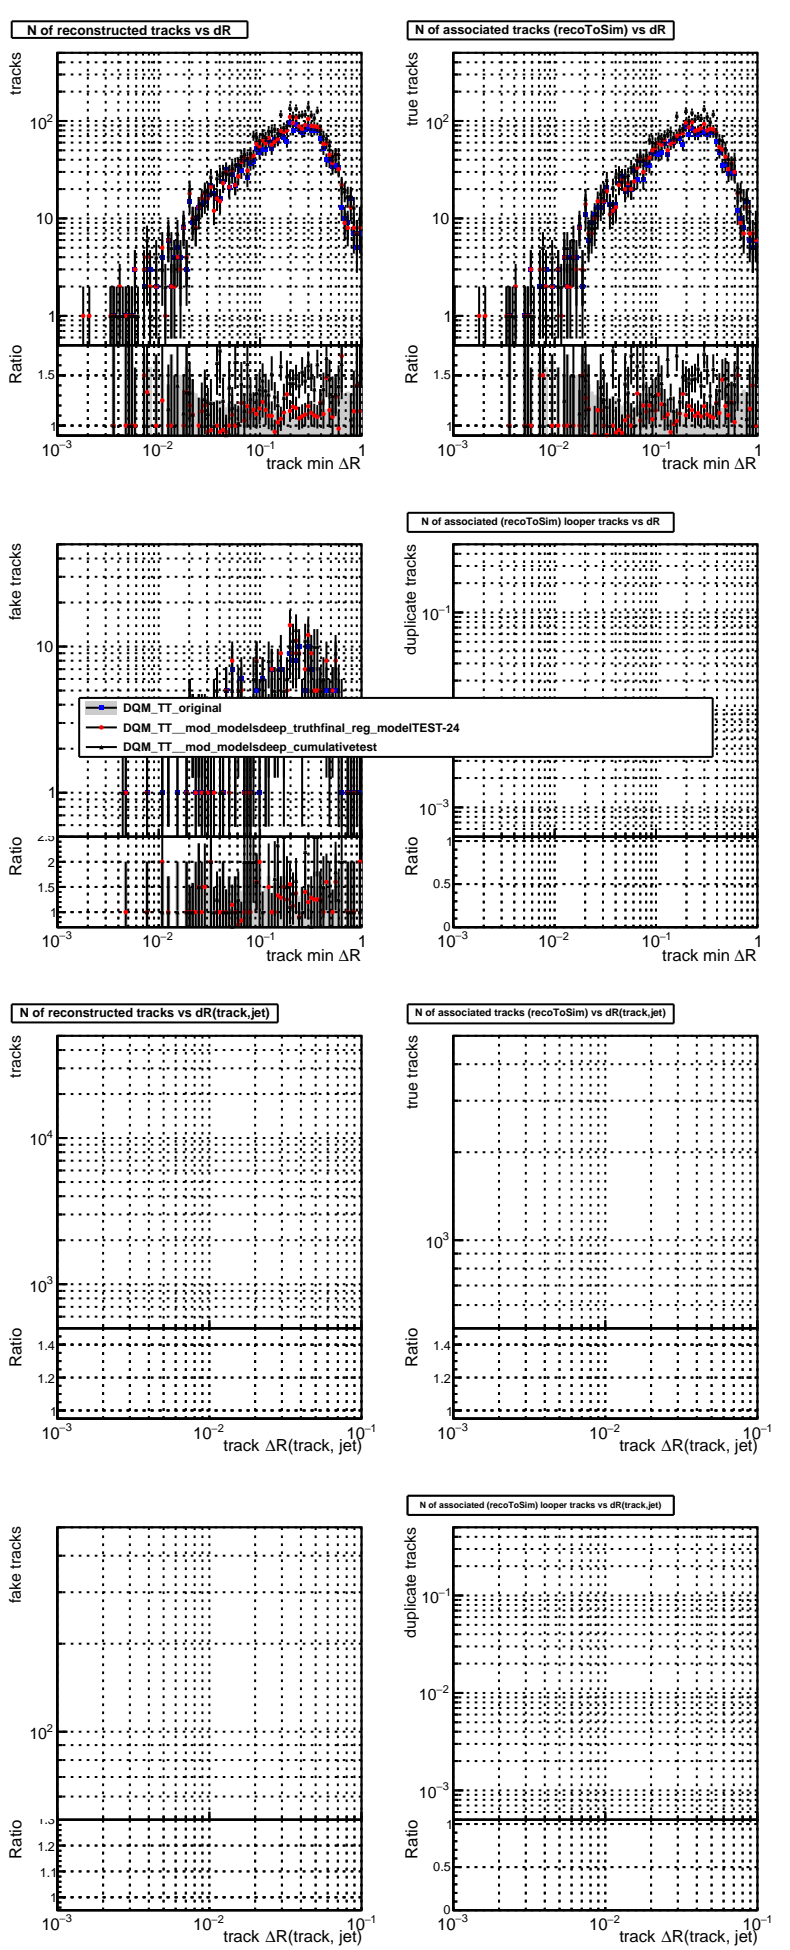 N of reconstructed tracks vs dR
N of associated tracks (recoToSim) vs dR
tracks
10²
10
1
Ratio
1.5
1
10⁻³ 10⁻² 10⁻¹ 1
track min ΔR
true tracks
10²
10
1
Ratio
1.5
1
10⁻³ 10⁻² 10⁻¹ 1
track min ΔR
N of associated (recoToSim) looper tracks vs dR
fake tracks
10
1
Ratio
2.5
2
1.5
1
10⁻³ 10⁻² 10⁻¹ 1
track min ΔR
duplicate tracks
10⁻¹
10⁻³
Ratio
1
0.5
0
10⁻³ 10⁻² 10⁻¹ 1
track min ΔR
DQM_TT_original
DQM_TT__mod_modelsdeep_truthfinal_reg_modelTEST-24
DQM_TT__mod_modelsdeep_cumulativetest
N of reconstructed tracks vs dR(track,jet)
N of associated tracks (recoToSim) vs dR(track,jet)
tracks
10⁴
10³
Ratio
1.4
1.2
1
10⁻³ 10⁻² 10⁻¹
track ΔR(track, jet)
true tracks
10³
Ratio
1.4
1.2
1
10⁻³ 10⁻² 10⁻¹
track ΔR(track, jet)
N of associated (recoToSim) looper tracks vs dR(track,jet)
fake tracks
10²
Ratio
1.3
1.2
1.1
1
10⁻³ 10⁻² 10⁻¹
track ΔR(track, jet)
duplicate tracks
10⁻¹
10⁻²
10⁻³
Ratio
1
0.5
0
10⁻³ 10⁻² 10⁻¹
track ΔR(track, jet)